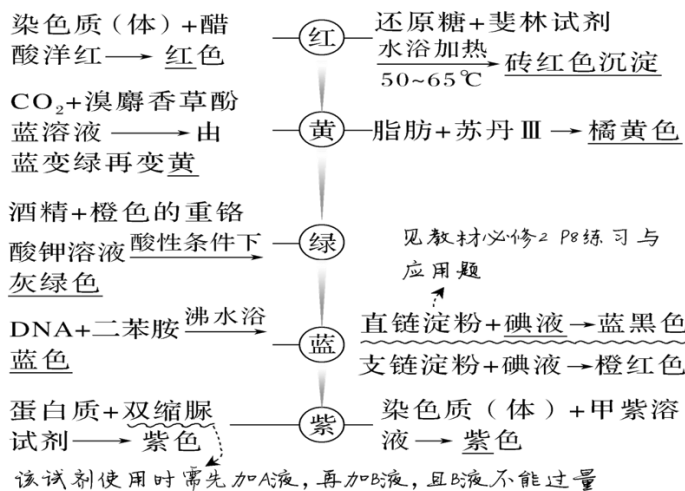 染色质（体）+醋
酸洋红→红色
红
还原糖+斐林试剂
水浴加热
50~65℃
砖红色沉淀
CO₂+溴麝香草酚
蓝溶液→由
蓝变绿再变黄
黄
脂肪+苏丹Ⅲ→橘黄色
酒精+橙色的重铬
酸钾溶液 酸性条件下→
灰绿色
绿
见教材必修2 P8练习与
应用题
DNA+二苯胺 沸水浴→
蓝色
蓝
直链淀粉+碘液→蓝黑色
支链淀粉+碘液→橙红色
蛋白质+双缩脲
试剂→紫色
紫
染色质（体）+甲紫溶
液→紫色
该试剂使用时需先加A液，再加B液，且B液不能过量